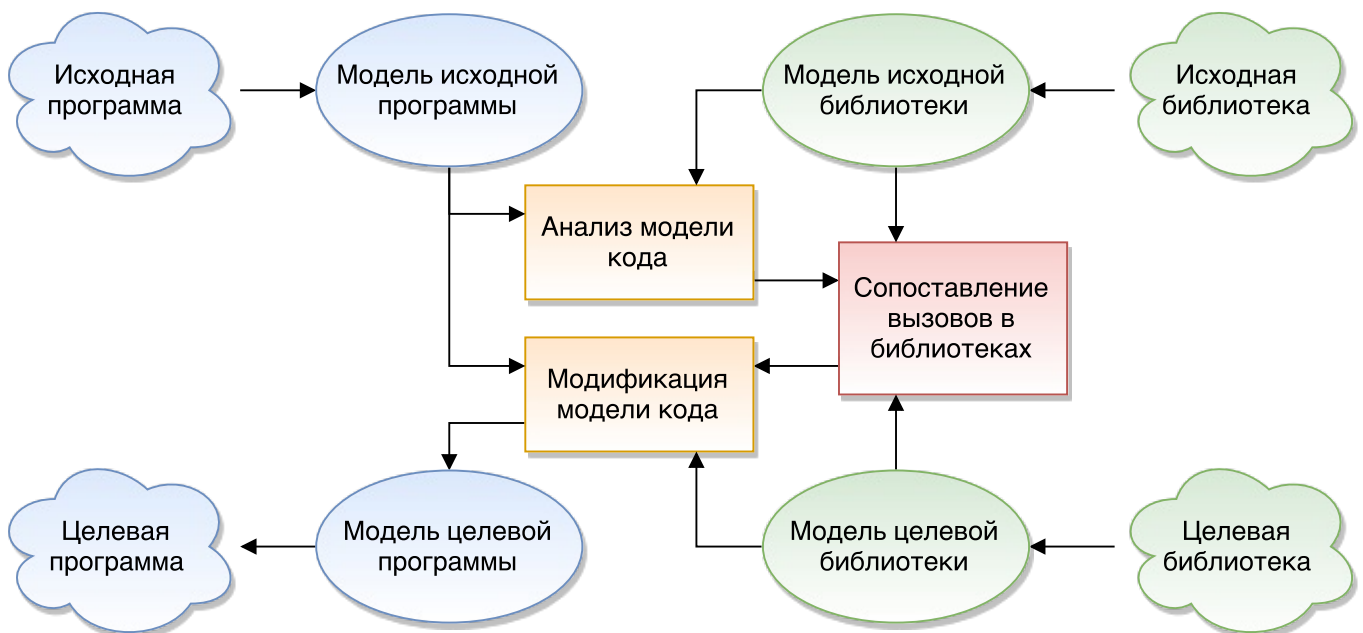 Исходная
программа
Модель исходной
программы
Модель исходной
библиотеки
Исходная
библиотека
Анализ модели
кода
Сопоставление
вызовов в
библиотеках
Модификация
модели кода
Целевая
программа
Модель целевой
программы
Модель целевой
библиотеки
Целевая
библиотека